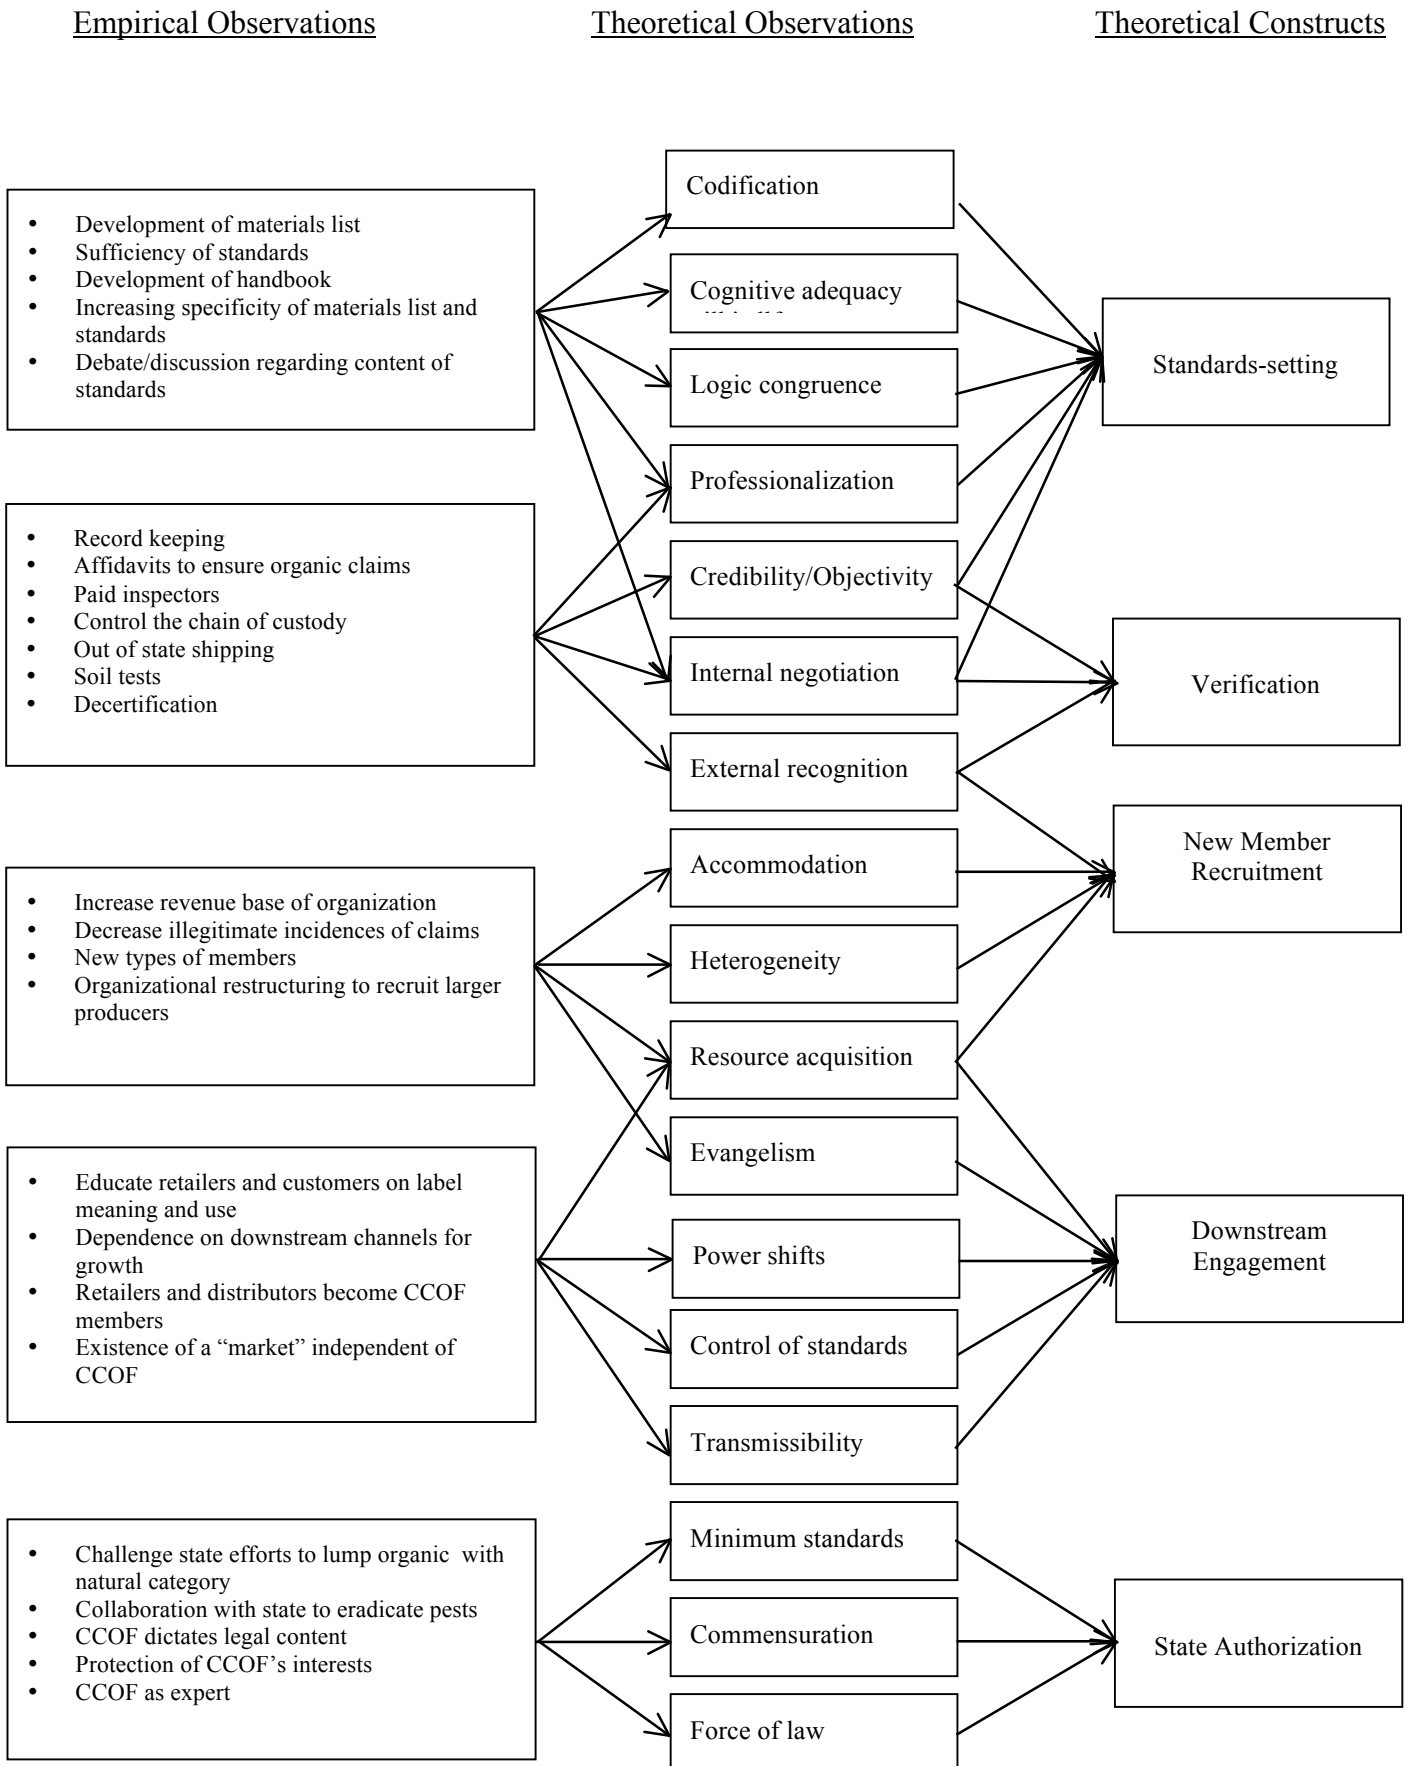 Empirical Observations
Theoretical Observations
Theoretical Constructs
• Development of materials list
• Sufficiency of standards
• Development of handbook
• Increasing specificity of materials list and
standards
• Debate/discussion regarding content of
standards
• Record keeping
• Affidavits to ensure organic claims
• Paid inspectors
• Control the chain of custody
• Out of state shipping
• Soil tests
• Decertification
• Increase revenue base of organization
• Decrease illegitimate incidences of claims
• New types of members
• Organizational restructuring to recruit larger
producers
• Educate retailers and customers on label
meaning and use
• Dependence on downstream channels for
growth
• Retailers and distributors become CCOF
members
• Existence of a “market” independent of
CCOF
• Challenge state efforts to lump organic with
natural category
• Collaboration with state to eradicate pests
• CCOF dictates legal content
• Protection of CCOF’s interests
• CCOF as expert
Codification
Cognitive adequacy
Logic congruence
Professionalization
Credibility/Objectivity
Internal negotiation
External recognition
Accommodation
Heterogeneity
Resource acquisition
Evangelism
Power shifts
Control of standards
Transmissibility
Minimum standards
Commensuration
Force of law
Standards-setting
Verification
New Member
Recruitment
Downstream
Engagement
State Authorization